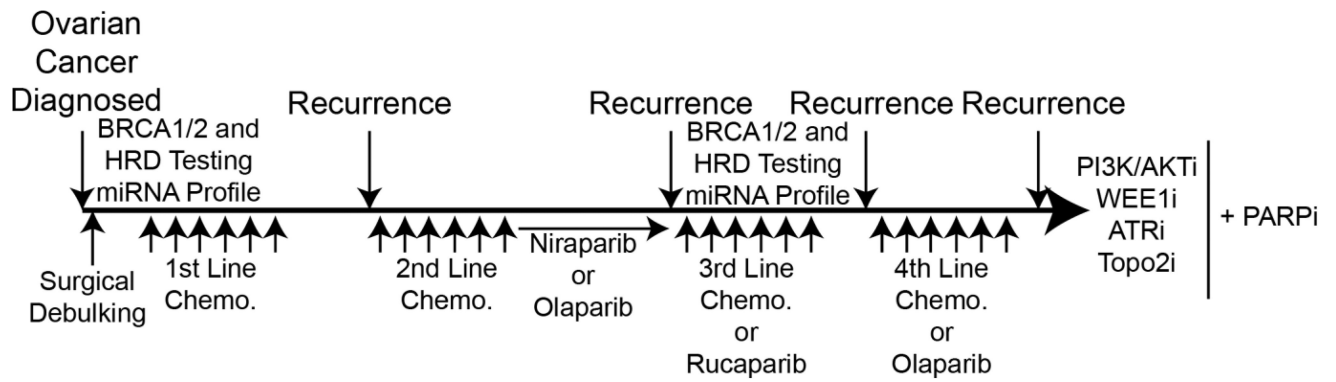 Ovarian
Cancer
Diagnosed
BRCA1/2 and
HRD Testing
miRNA Profile
Recurrence
Recurrence
BRCA1/2 and
HRD Testing
miRNA Profile
Recurrence
Recurrence
Surgical
Debulking
1st Line
Chemo.
2nd Line
Chemo.
Niraparib
or
Olaparib
3rd Line
Chemo.
or
Rucaparib
4th Line
Chemo.
or
Olaparib
PI3K/AKTi
WEE1i
ATRi
Topo2i
+ PARPi